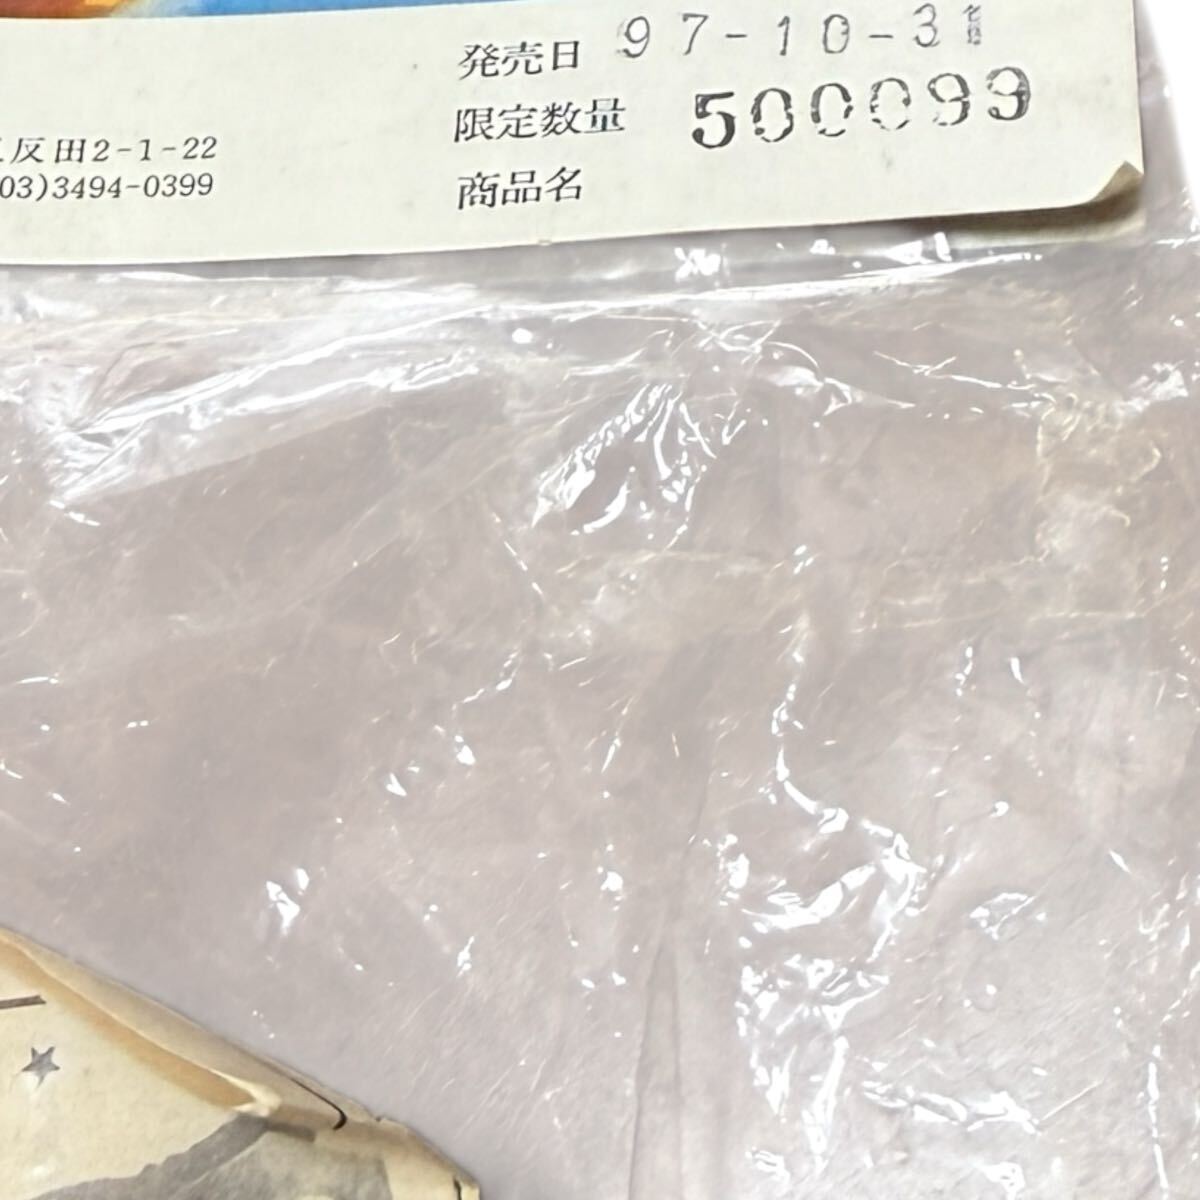 発売日 97-10-3
限定数量 500099
反田2-1-22
03)3494-0399
商品名